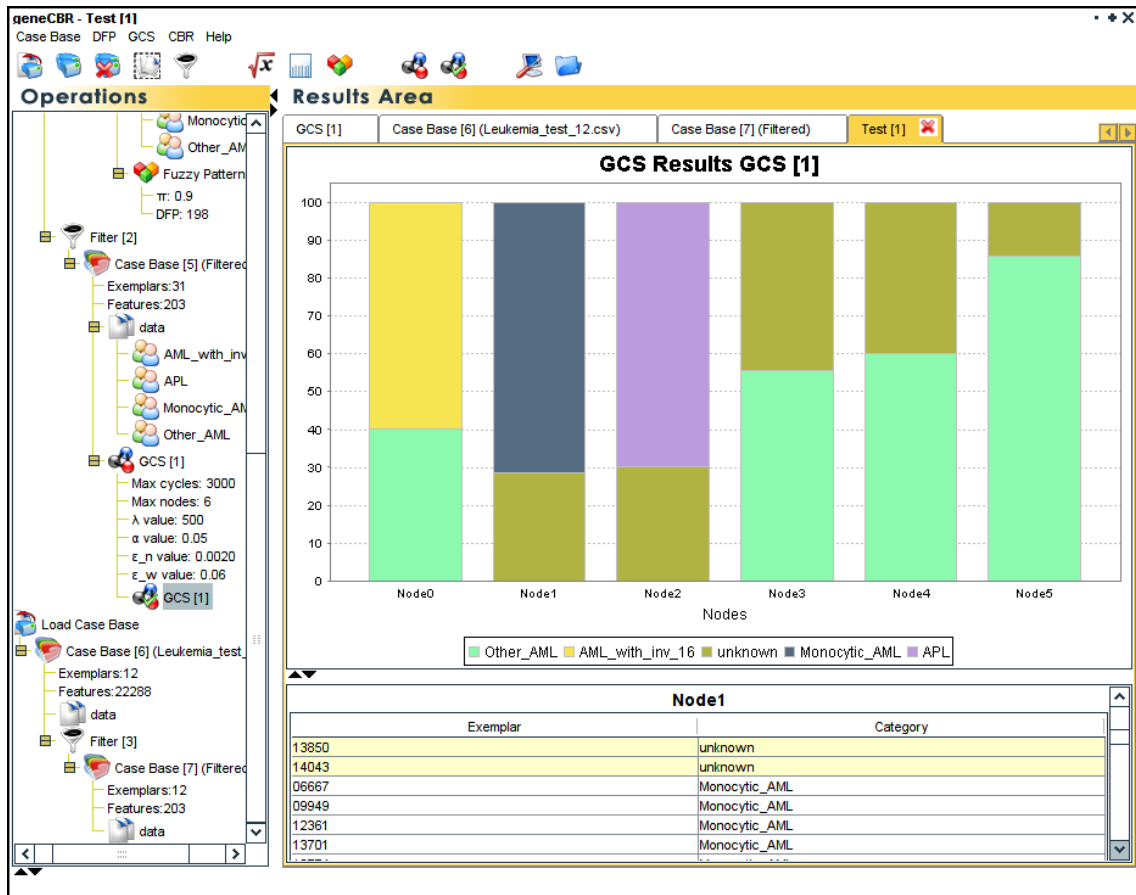 geneCBR - Test [1]
Case Base DFP GCS CBR Help
Operations
Monocytic
Other_AM
Fuzzy Pattern
π: 0.9
DFP: 198
Filter [2]
Case Base [5] (Filtered
Exemplars:31
Features:203
data
AML_with_inv
APL
Monocytic_AM
Other_AML
GCS [1]
Max cycles: 3000
Max nodes: 6
λ value: 500
α value: 0.05
ε_n value: 0.0020
ε_w value: 0.06
GCS [1]
Load Case Base
Case Base [6] (Leukemia_test_
Exemplars:12
Features:22288
data
Filter [3]
Case Base [7] (Filtered
Exemplars:12
Features:203
data
Results Area
GCS [1] Case Base [6] (Leukemia_test_12.csv) Case Base [7] (Filtered) Test [1]
GCS Results GCS [1]
100
90
80
70
60
50
40
30
20
10
0
Node0 Node1 Node2 Node3 Node4 Node5
Nodes
Other_AML AML_with_inv_16 unknown Monocytic_AML APL
Node1
Exemplar Category
13850 unknown
14043 unknown
06667 Monocytic_AML
09949 Monocytic_AML
12361 Monocytic_AML
13701 Monocytic_AML